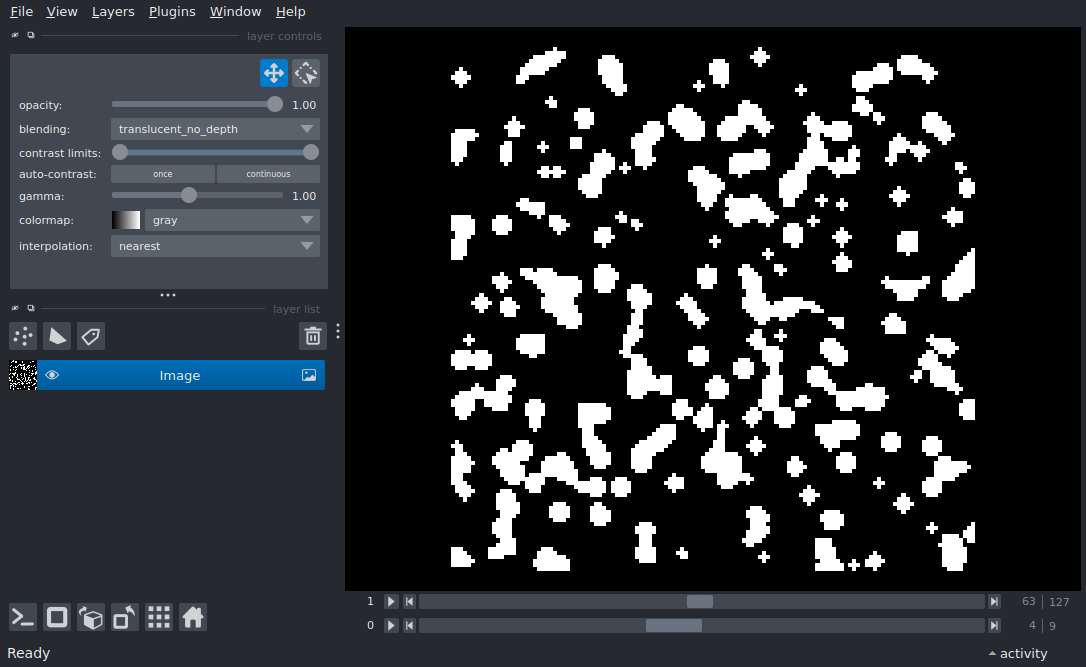 File View Layers Plugins Window Help
layer controls
opacity: 1.00
blending: translucent_no_depth
contrast limits:
auto-contrast: once continuous
gamma: 1.00
colormap: gray
interpolation: nearest
layer list
Image
1 63 127
0 4 9
Ready activity